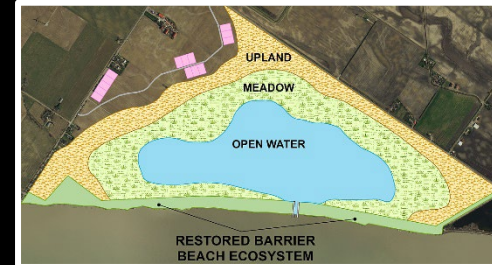 UPLAND
MEADOW
OPEN WATER
RESTORED BARRIER
BEACH ECOSYSTEM